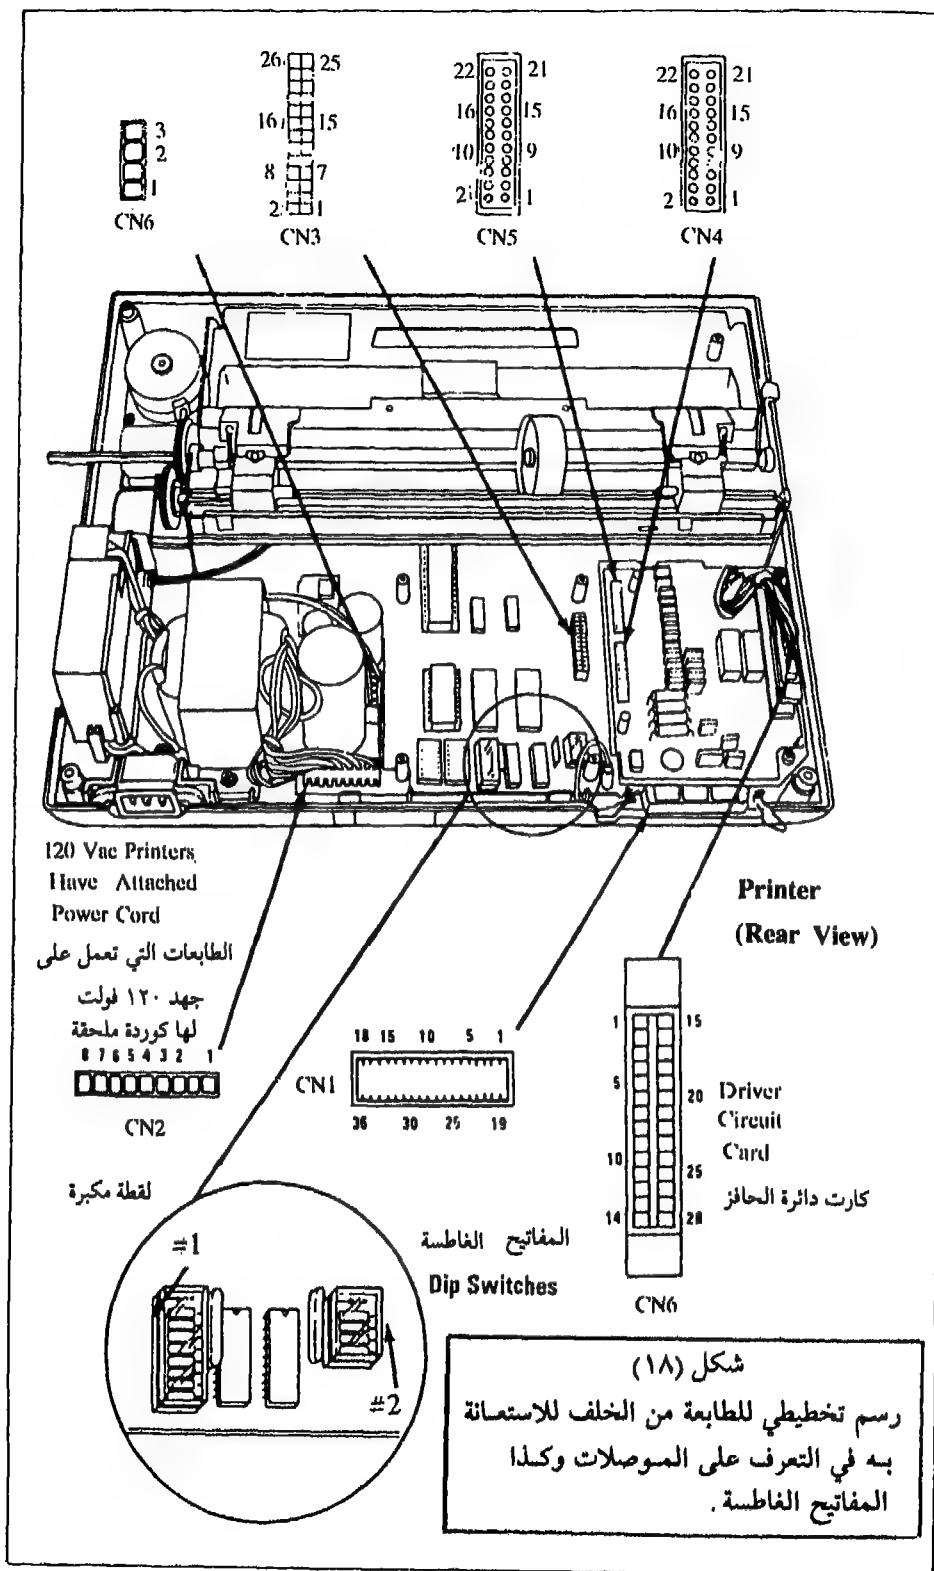 26 25
16 15
8 7
2 1
CN3
22 21
16 15
10 9
2 1
CN5
22 21
16 15
10 9
2 1
CN4
3
2
1
CN6
120 Vac Printers
Have Attached
Power Cord
الطابعات التي تعمل على
جهد ١٢٠ فولت
لها كوردة ملحقة
8 7 6 5 4 3 2 1
CN2
Printer
(Rear View)
18 15 10 5 1
CN1
36 30 25 19
1 15
5 20
10 25
14 28
Driver
Circuit
Card
كارت دائرة الحافز
CN6
لقطة مكبرة
#1
#2
المفاتيح الغاطسة
Dip Switches
شكل (١٨)
رسم تخطيطي للطابعة من الخلف للاستعانة
به في التعرف على الموصلات وكذا
المفاتيح الغاطسة .